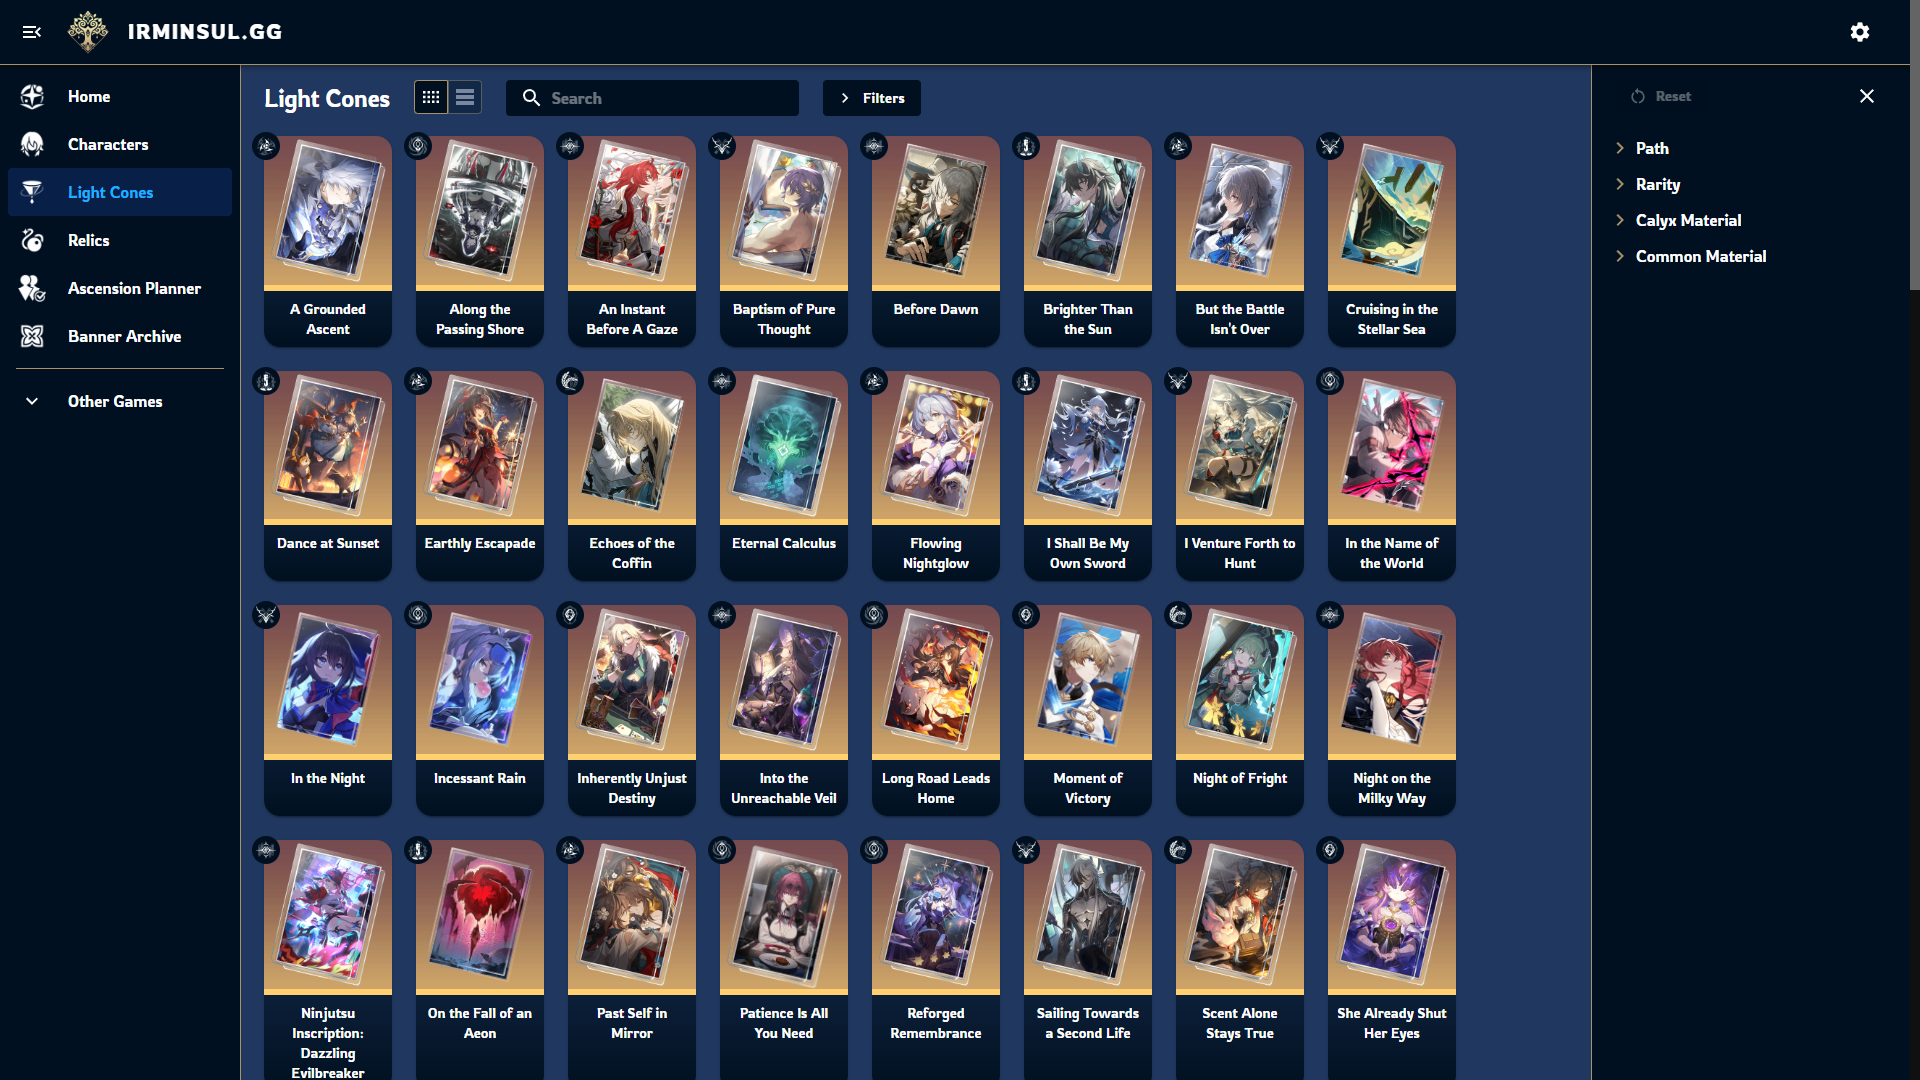 IRMINSUL.GG
Home
Characters
Light Cones
Relics
Ascension Planner
Banner Archive
Other Games
Light Cones
Search
Filters
A Grounded
Ascent
Along the
Passing Shore
An Instant
Before A Gaze
Baptism of Pure
Thought
Before Dawn
Brighter Than
the Sun
But the Battle
Isn't Over
Cruising in the
Stellar Sea
Dance at Sunset
Earthly Escapade
Echoes of the
Coffin
Eternal Calculus
Flowing
Nightglow
I Shall Be My
Own Sword
I Venture Forth to
Hunt
In the Name of
the World
In the Night
Incessant Rain
Inherently Unjust
Destiny
Into the
Unreachable Veil
Long Road Leads
Home
Moment of
Victory
Night of Fright
Night on the
Milky Way
Ninjutsu
Inscription:
Dazzling
Evilbreaker
On the Fall of an
Aeon
Past Self in
Mirror
Patience Is All
You Need
Reforged
Remembrance
Sailing Towards
a Second Life
Scent Alone
Stays True
She Already Shut
Her Eyes
Reset
Path
Rarity
Calyx Material
Common Material